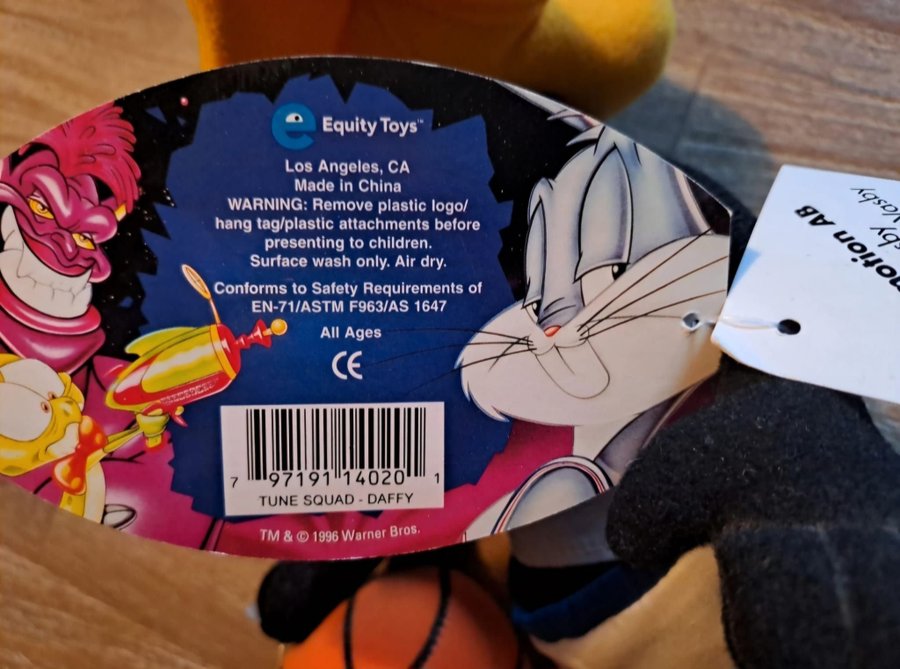 e Equity Toys™
Los Angeles, CA
Made in China
WARNING: Remove plastic logo/
hang tag/plastic attachments before
presenting to children.
Surface wash only. Air dry.
Conforms to Safety Requirements of
EN-71/ASTM F963/AS 1647
All Ages
CE
7 97191 14020 1
TUNE SQUAD - DAFFY
TM & © 1996 Warner Bros.
AB